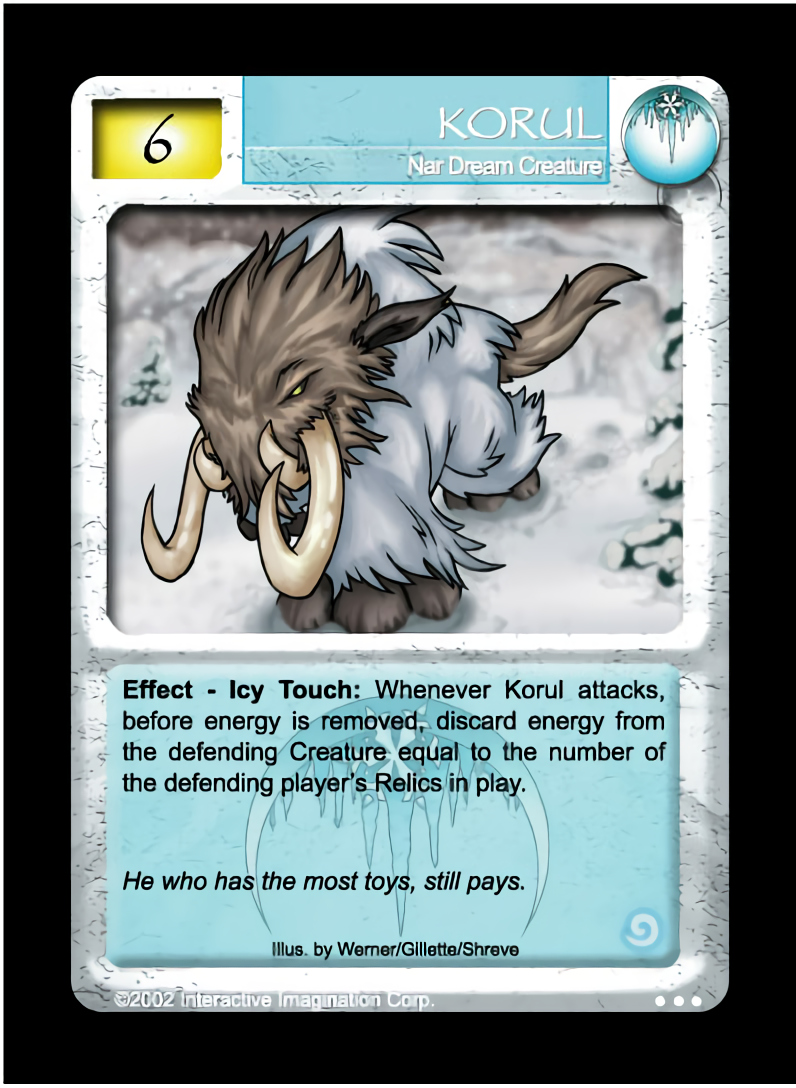 6
KORUL
Nar Dream Creature
Effect - Icy Touch: Whenever Korul attacks,
before energy is removed, discard energy from
the defending Creature equal to the number of
the defending player's Relics in play.
He who has the most toys, still pays.
Illus. by Werner/Gillette/Shreve
©2002 Interactive Imagination Corp.